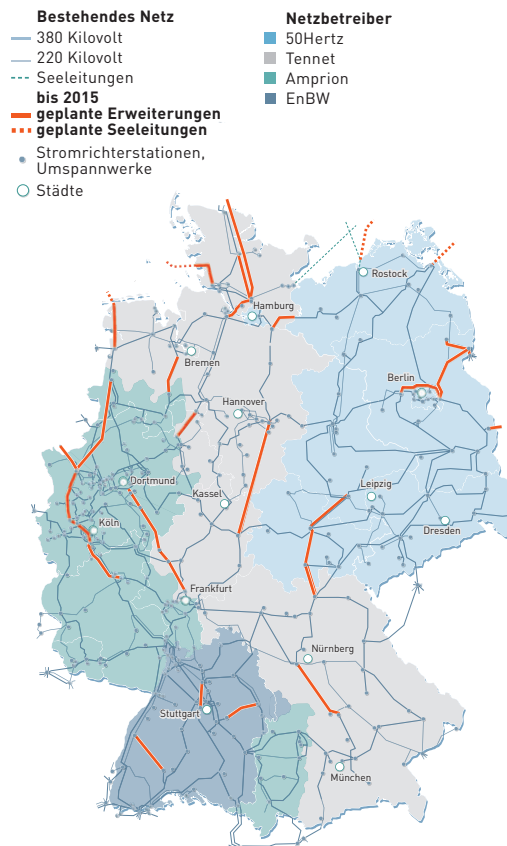 Bestehendes Netz
380 Kilovolt
220 Kilovolt
Seeleitungen
bis 2015
geplante Erweiterungen
geplante Seeleitungen
Stromrichterstationen,
Umspannwerke
Städte
Netzbetreiber
50Hertz
Tennet
Amprion
EnBW
Rostock
Hamburg
Bremen
Berlin
Hannover
Dortmund
Kassel
Leipzig
Köln
Dresden
Frankfurt
Nürnberg
Stuttgart
München